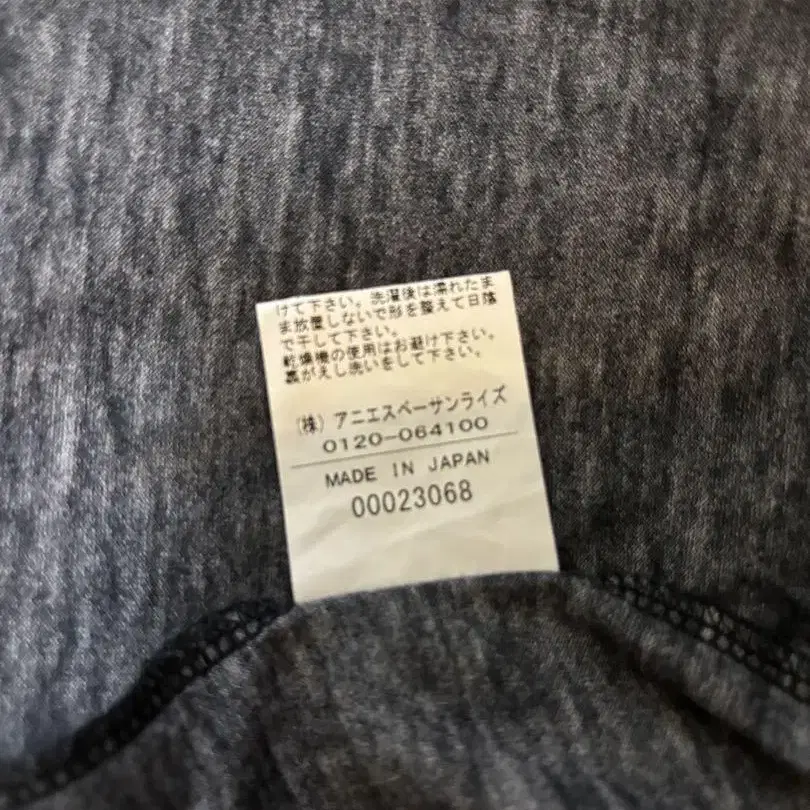 けて下さい。洗濯後は濡れたま
ま放置しないで形を整えて日陰
で干して下さい。
乾燥機の使用はお避け下さい。
裏がえし洗いをして下さい。
(株) アニエスベーサンライズ
0120-064100
MADE IN JAPAN
00023068